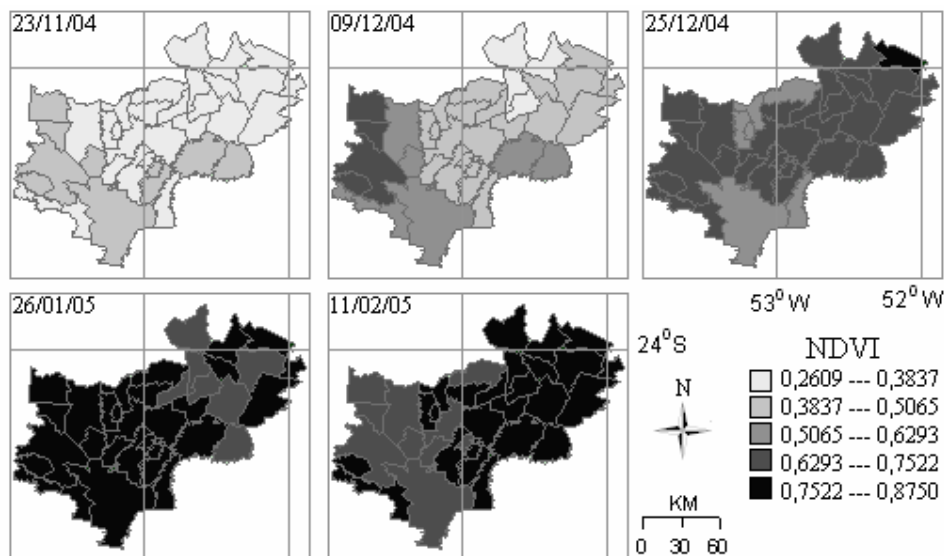 23/11/04
09/12/04
25/12/04
26/01/05
11/02/05
53⁰ W 52⁰ W
24⁰S
N
KM
0 30 60
NDVI
0,2609 --- 0,3837
0,3837 --- 0,5065
0,5065 --- 0,6293
0,6293 --- 0,7522
0,7522 --- 0,8750